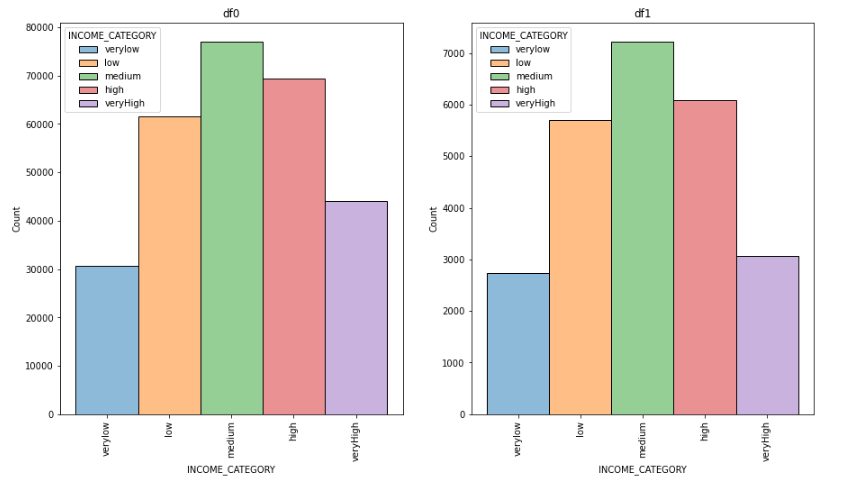 df0
INCOME_CATEGORY
verylow
low
medium
high
veryHigh
80000
70000
60000
50000
40000
30000
20000
10000
0
Count
verylow
low
medium
high
veryHigh
INCOME_CATEGORY
df1
INCOME_CATEGORY
verylow
low
medium
high
veryHigh
7000
6000
5000
4000
3000
2000
1000
0
Count
verylow
low
medium
high
veryHigh
INCOME_CATEGORY